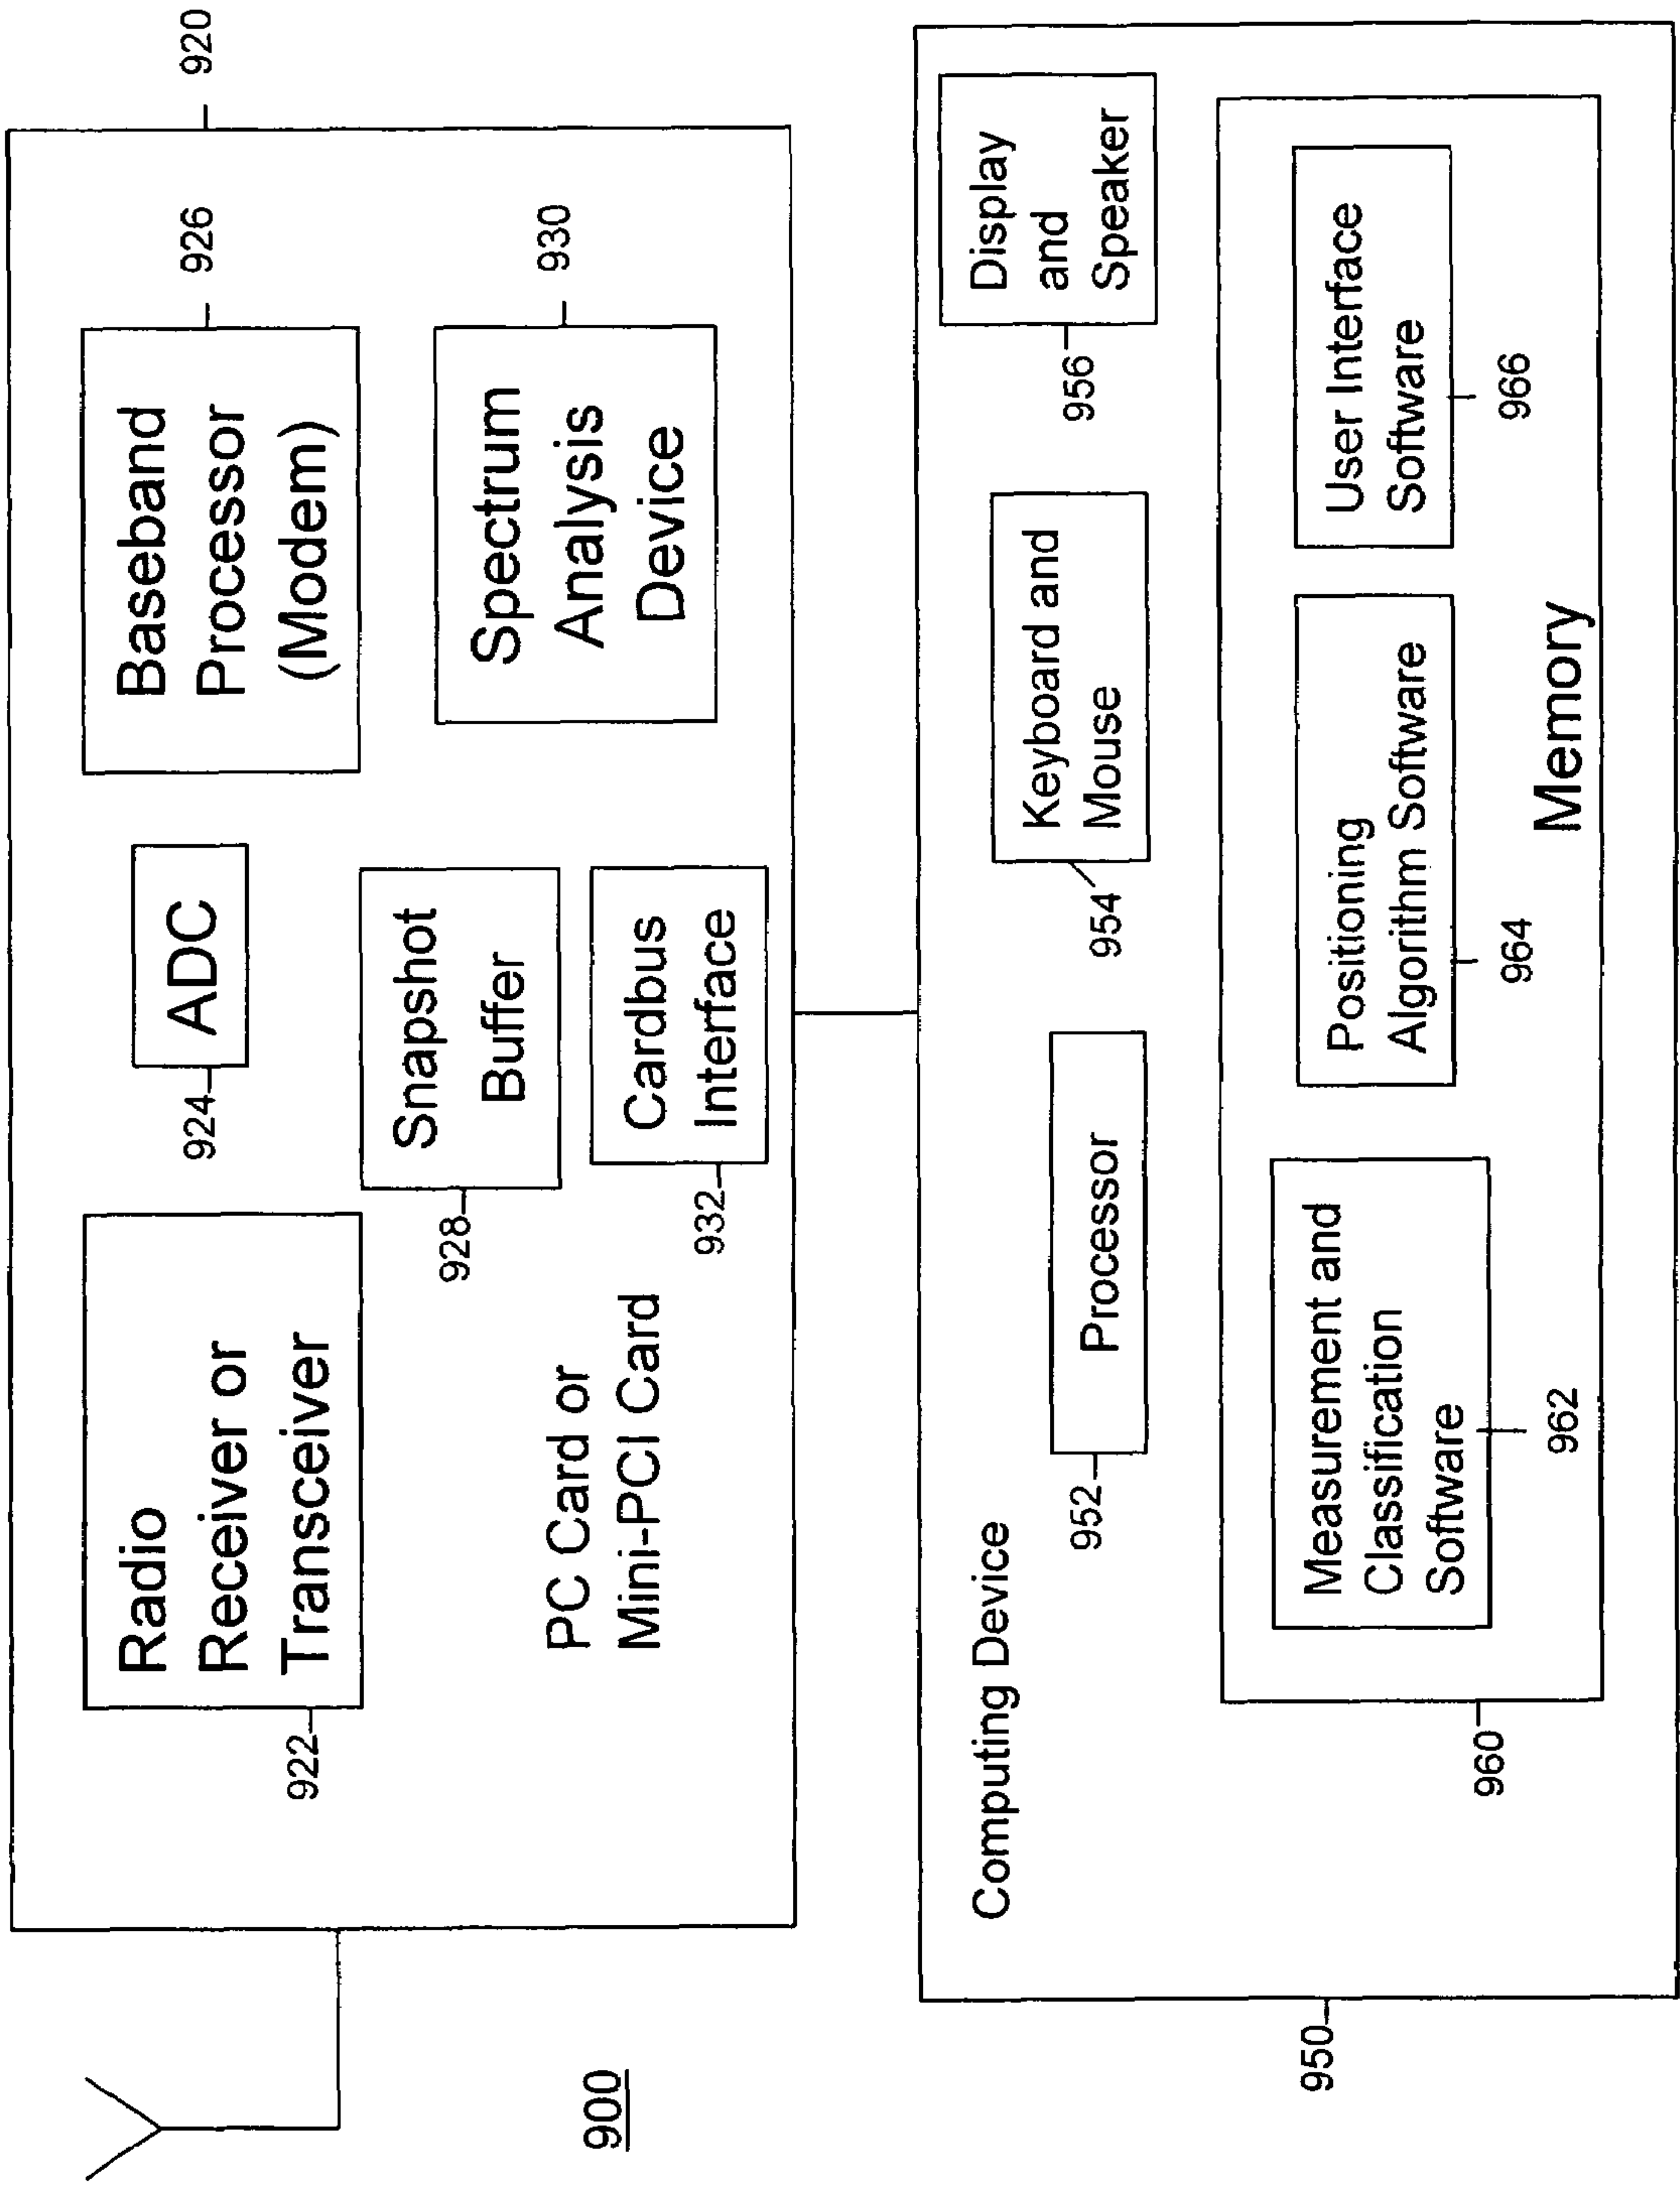 920
Radio
Receiver or
Transceiver
922
ADC
924
Baseband
Processor
(Modem)
926
Snapshot
Buffer
928
Spectrum
Analysis
Device
930
Cardbus
Interface
932
PC Card or
Mini-PCI Card
900
Computing Device
950
Processor
952
Keyboard and
Mouse
954
Display
and
Speaker
956
Measurement and
Classification
Software
962
Positioning
Algorithm Software
964
User Interface
Software
966
Memory
960